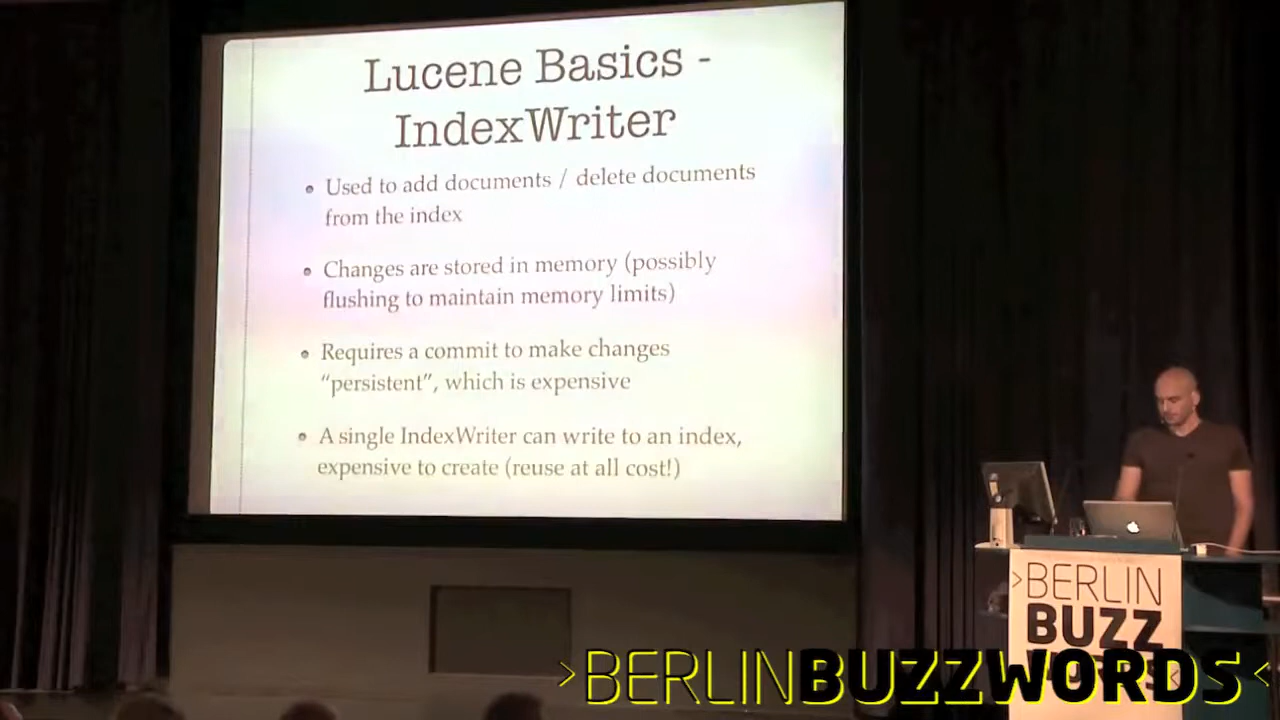 Lucene Basics -
IndexWriter
Used to add documents / delete documents
from the index
Changes are stored in memory (possibly
flushing to maintain memory limits)
Requires a commit to make changes
"persistent", which is expensive
A single IndexWriter can write to an index,
expensive to create (reuse at all cost!)
>BERLIN
BUZZ
WORDS<
>BERLINBUZZWORDS<